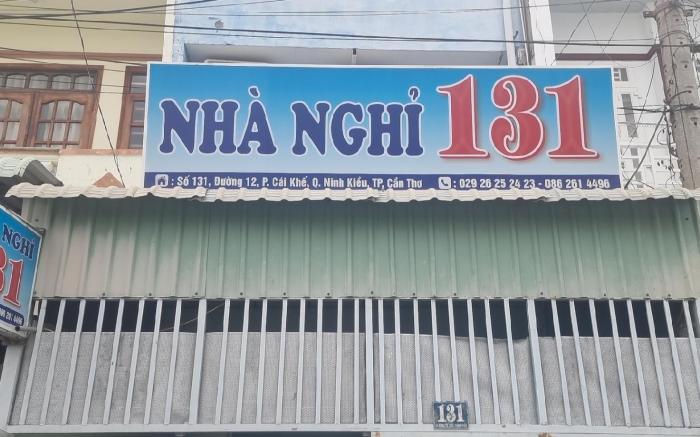 NHÀ NGHỈ 131
: Số 131, Đường 12, P. Cái Khế, Q. Ninh Kiều, TP, Cần Thơ
: 029 26 25 24 23 - 086 261 4496
NGHỈ
31
131